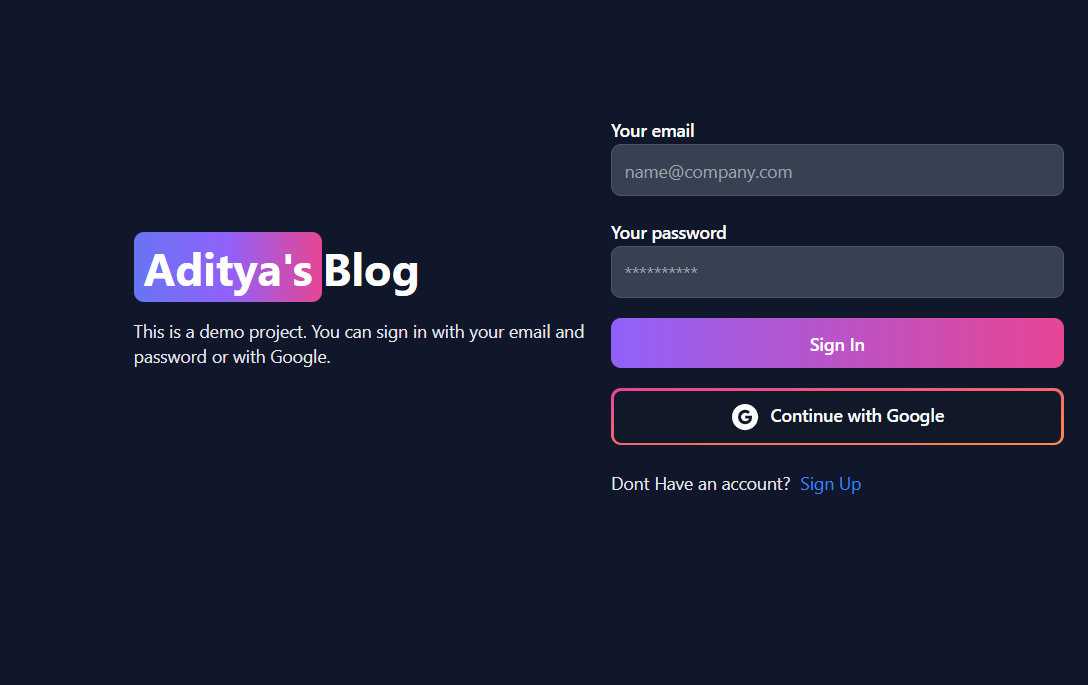 Aditya's Blog
This is a demo project. You can sign in with your email and
password or with Google.
Your email
name@company.com
Your password
**********
Sign In
G Continue with Google
Dont Have an account? Sign Up